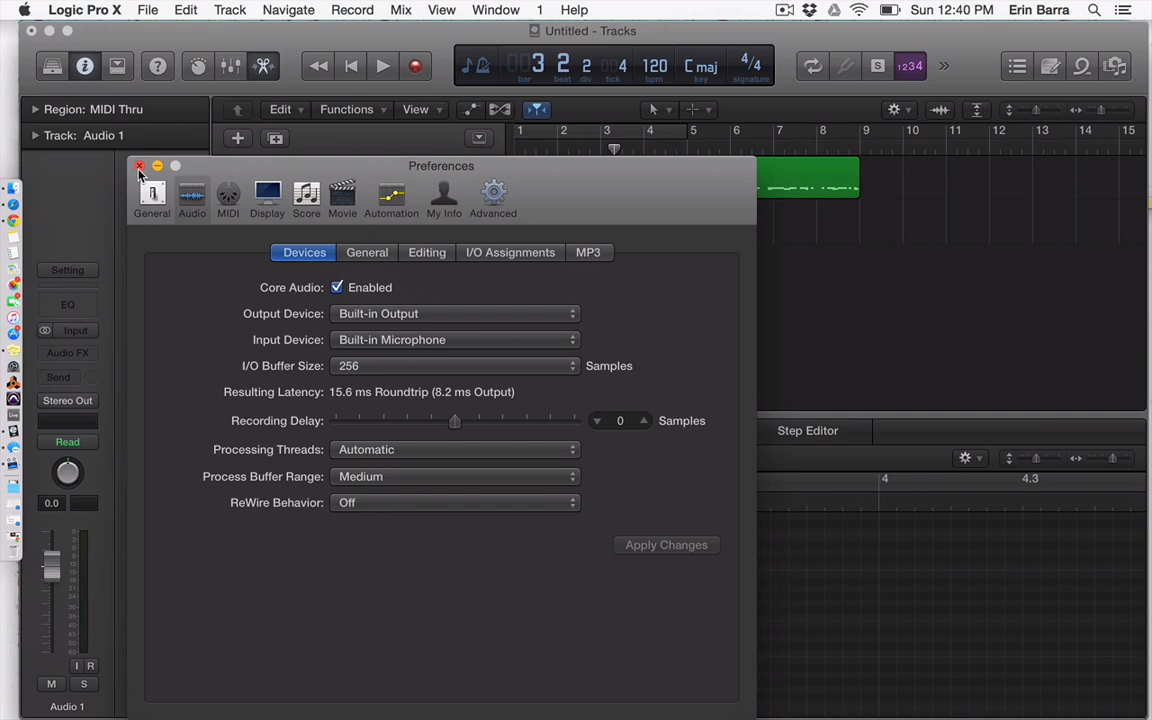 Logic Pro X File Edit Track Navigate Record Mix View Window 1 Help Sun 12:40 PM Erin Barra
Untitled - Tracks
3 2 2 1 120 C maj 4/4
bar beat div tick bpm key signature
S 1234
Region: MIDI Thru Edit Functions View
Track: Audio 1 1 2 3 4 5 6 7 8 9 10 11 12 13 14 15
Preferences
General Audio MIDI Display Score Movie Automation My Info Advanced
Devices General Editing I/O Assignments MP3
Setting
Core Audio: Enabled
EQ
Output Device: Built-in Output
Input
Input Device: Built-in Microphone
Audio FX
I/O Buffer Size: 256 Samples
Send
Resulting Latency: 15.6 ms Roundtrip (8.2 ms Output)
Stereo Out
Recording Delay: 0 Samples
Step Editor
Read
Processing Threads: Automatic
Process Buffer Range: Medium
4 4.3
0.0
ReWire Behavior: Off
Apply Changes
I R
M S
Audio 1